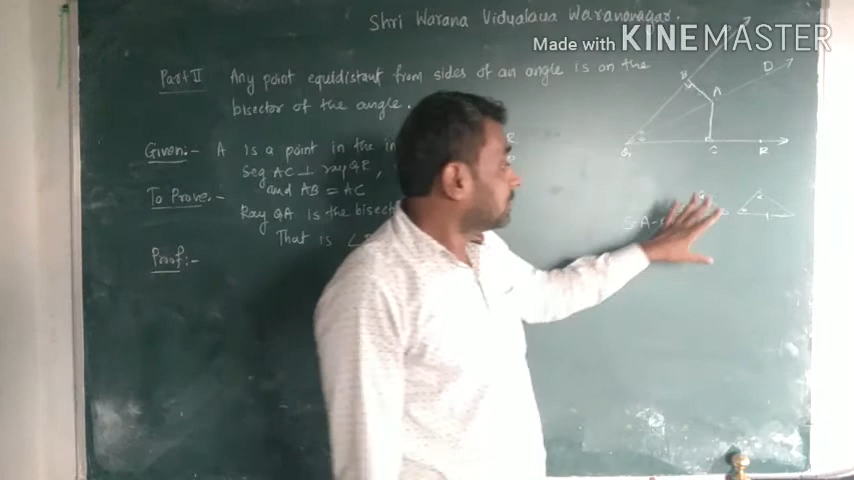 Shri Warana Vidyalaya Warananagar.
Made with KINEMASTER
Part II Any point equidistant from sides of an angle is on the
bisector of the angle.
Given:- A is a point in the in
Seg AC ⊥ ray QR,
and AB = AC
To Prove.-
Ray QA is the bisect
That is ∠
Proof:-
B
A
D
Q
C
R
S-A-